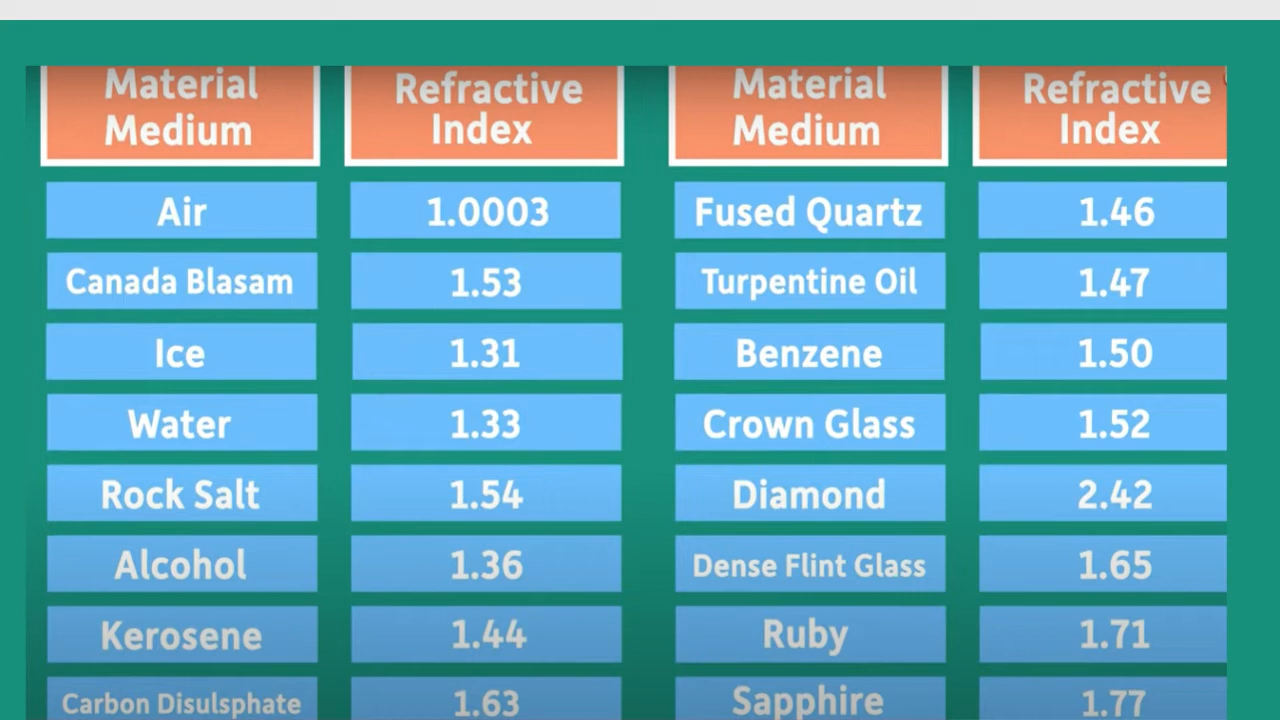 Material Medium Refractive Index Material Medium Refractive Index
Air 1.0003 Fused Quartz 1.46
Canada Blasam 1.53 Turpentine Oil 1.47
Ice 1.31 Benzene 1.50
Water 1.33 Crown Glass 1.52
Rock Salt 1.54 Diamond 2.42
Alcohol 1.36 Dense Flint Glass 1.65
Kerosene 1.44 Ruby 1.71
Carbon Disulsphate 1.63 Sapphire 1.77